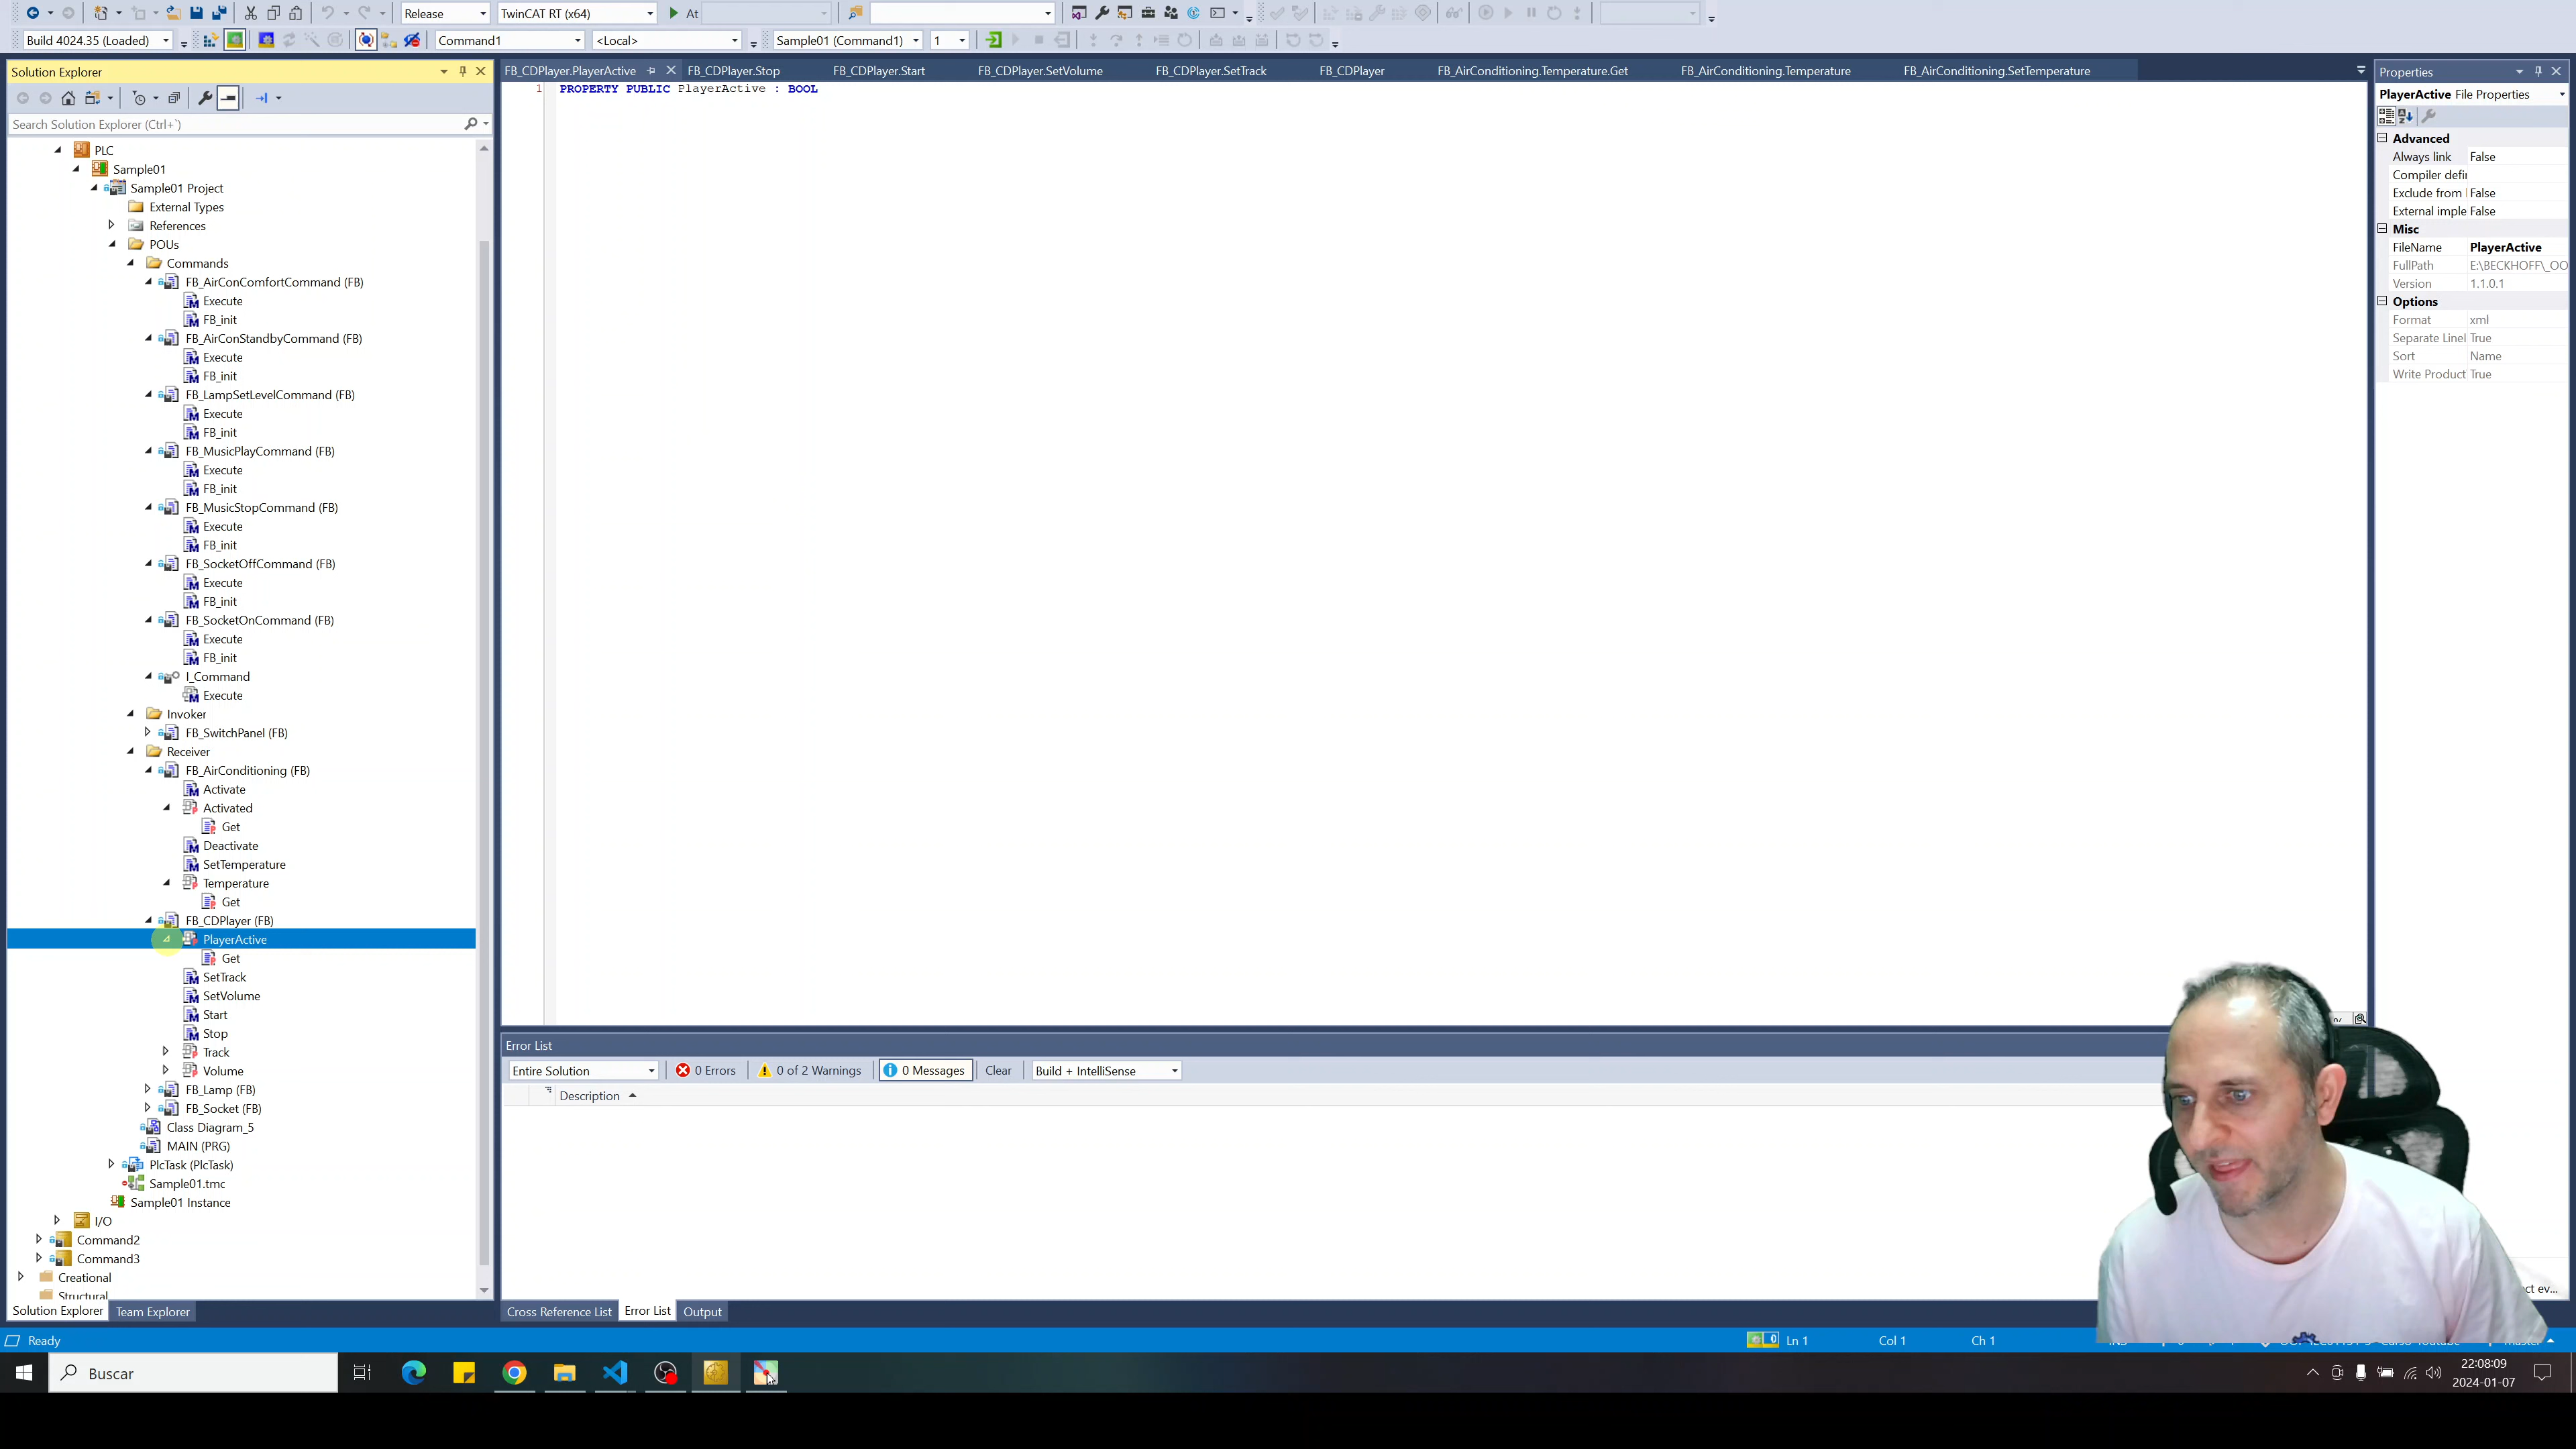 Release
TwinCAT RT (x64)
At
Build 4024.35 (Loaded)
Command1
<Local>
Sample01 (Command1)
1
Solution Explorer
Search Solution Explorer (Ctrl+`)
PLC
Sample01
Sample01 Project
External Types
References
POUs
Commands
FB_AirConComfortCommand (FB)
Execute
FB_init
FB_AirConStandbyCommand (FB)
Execute
FB_init
FB_LampSetLevelCommand (FB)
Execute
FB_init
FB_MusicPlayCommand (FB)
Execute
FB_init
FB_MusicStopCommand (FB)
Execute
FB_init
FB_SocketOffCommand (FB)
Execute
FB_init
FB_SocketOnCommand (FB)
Execute
FB_init
I_Command
Execute
Invoker
FB_SwitchPanel (FB)
Receiver
FB_AirConditioning (FB)
Activate
Activated
Get
Deactivate
SetTemperature
Temperature
Get
FB_CDPlayer (FB)
PlayerActive
Get
SetTrack
SetVolume
Start
Stop
Track
Volume
FB_Lamp (FB)
FB_Socket (FB)
Class Diagram_5
MAIN (PRG)
PlcTask (PlcTask)
Sample01.tmc
Sample01 Instance
I/O
Command2
Command3
Creational
Structural
Solution Explorer Team Explorer
FB_CDPlayer.PlayerActive FB_CDPlayer.Stop FB_CDPlayer.Start FB_CDPlayer.SetVolume FB_CDPlayer.SetTrack FB_CDPlayer FB_AirConditioning.Temperature.Get FB_AirConditioning.Temperature FB_AirConditioning.SetTemperature
1 PROPERTY PUBLIC PlayerActive : BOOL
Error List
Entire Solution 0 Errors 0 of 2 Warnings 0 Messages Clear Build + IntelliSense
Description
Cross Reference List Error List Output
Properties
PlayerActive File Properties
Advanced
Always link False
Compiler defi
Exclude from False
External imple False
Misc
FileName PlayerActive
FullPath E:\BECKHOFF\_OO
Version 1.1.0.1
Options
Format xml
Separate Linel True
Sort Name
Write Product True
ct ev...
Ready
0 Ln 1 Col 1 Ch 1
Buscar
22:08:09
2024-01-07